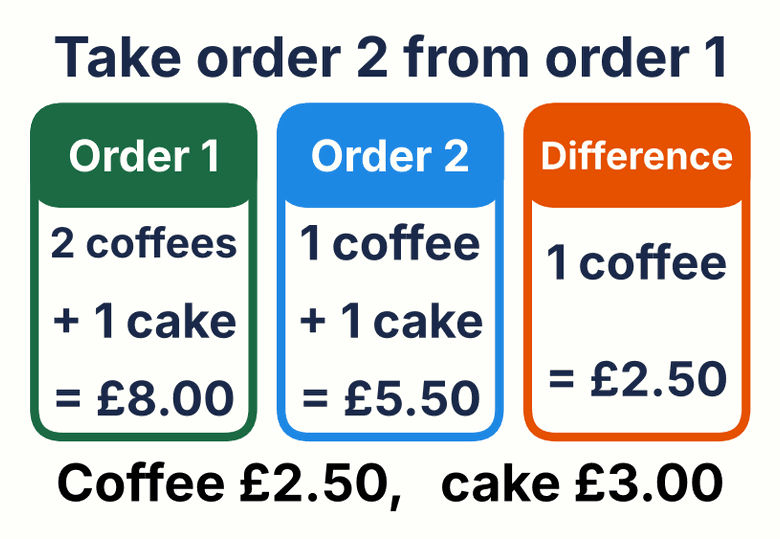 Take order 2 from order 1
Order 1
2 coffees
+ 1 cake
= £8.00
Order 2
1 coffee
+ 1 cake
= £5.50
Difference
1 coffee
= £2.50
Coffee £2.50, cake £3.00